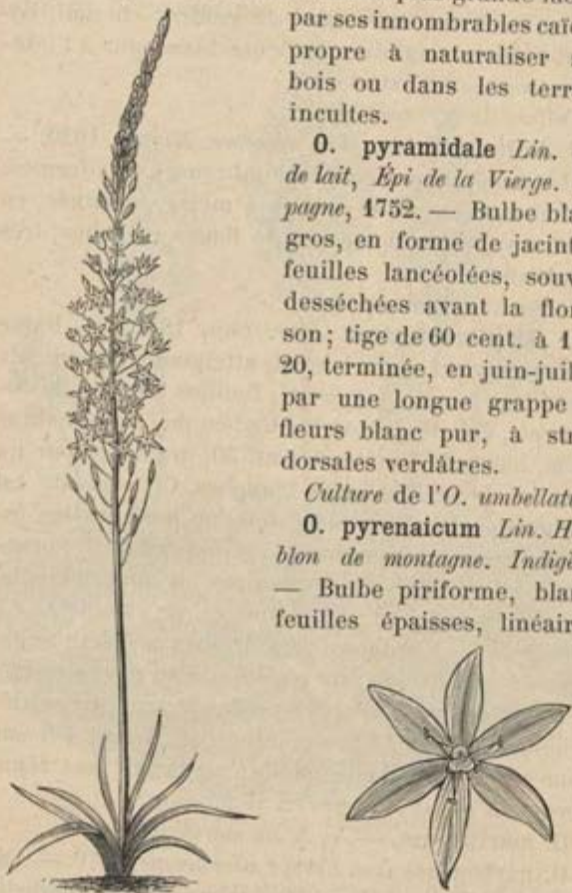 par ses innombrables caï
propre à naturaliser
bois ou dans les terr
incultes.
O. pyramidale Lin.
de lait, Épi de la Vierge.
pagne, 1752. — Bulbe bla
gros, en forme de jacint
feuilles lancéolées, souv
desséchées avant la flor
son; tige de 60 cent. à 1
20, terminée, en juin-juil
par une longue grappe
fleurs blanc pur, à str
dorsales verdâtres.
Culture de l'O. umbellat
O. pyrenaicum Lin. H
blon de montagne. Indigè
— Bulbe piriforme, blan
feuilles épaisses, linéair